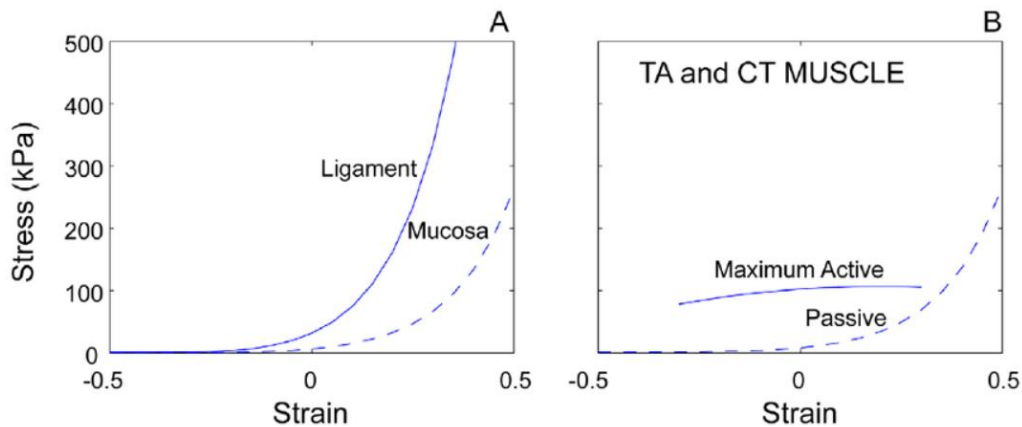 A
B
500
400
300
200
100
0
Stress (kPa)
Ligament
Mucosa
-0.5
0
0.5
Strain
TA and CT MUSCLE
Maximum Active
Passive
-0.5
0
0.5
Strain